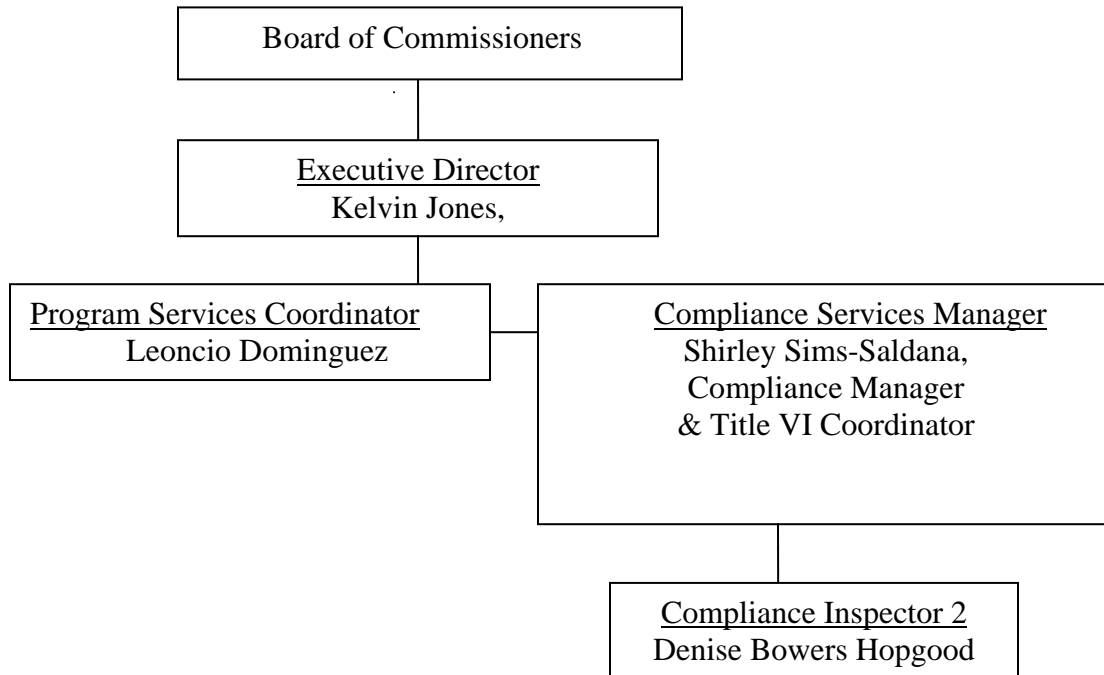 Board of Commissioners
.
Executive Director
Kelvin Jones,
Program Services Coordinator
Leoncio Dominguez
Compliance Services Manager
Shirley Sims-Saldana,
Compliance Manager
& Title VI Coordinator
Compliance Inspector 2
Denise Bowers Hopgood